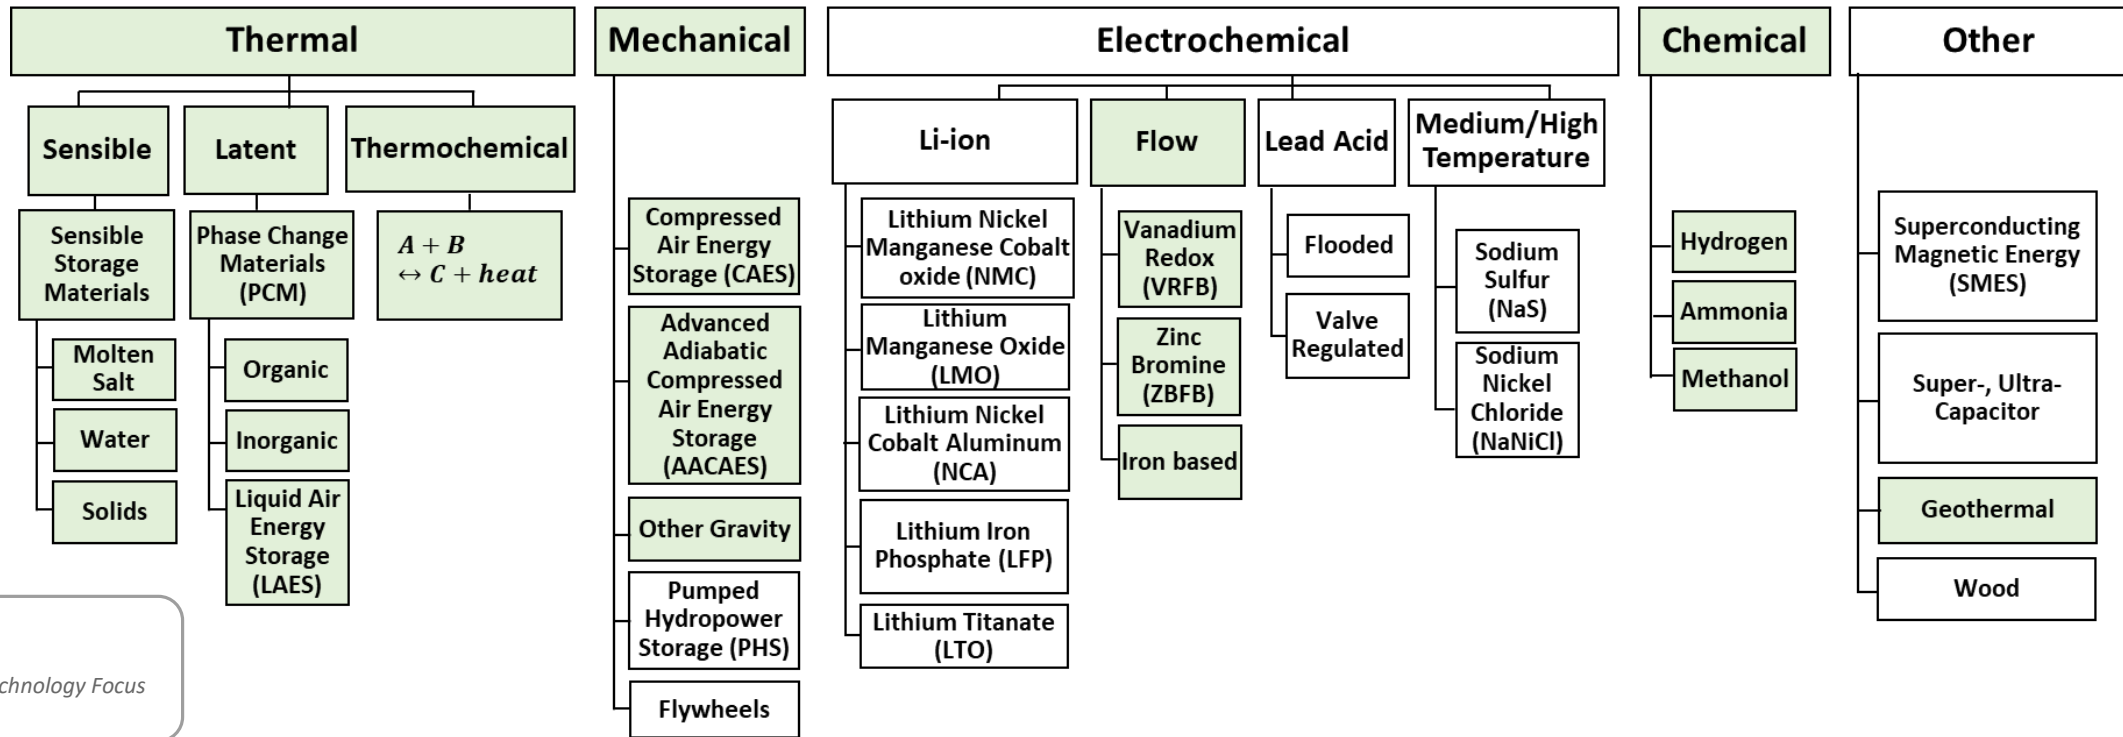 Thermal
Sensible
Latent
Thermochemical
Sensible
Storage
Materials
Phase Change
Materials
(PCM)
A + B
↔ C + heat
Molten
Salt
Water
Solids
Organic
Inorganic
Liquid Air
Energy
Storage
(LAES)
Mechanical
Compressed
Air Energy
Storage (CAES)
Advanced
Adiabatic
Compressed
Air Energy
Storage
(AACAES)
Other Gravity
Pumped
Hydropower
Storage (PHS)
Flywheels
Electrochemical
Li-ion
Lithium Nickel
Manganese Cobalt
oxide (NMC)
Lithium
Manganese Oxide
(LMO)
Lithium Nickel
Cobalt Aluminum
(NCA)
Lithium Iron
Phosphate (LFP)
Lithium Titanate
(LTO)
Flow
Vanadium
Redox
(VRFB)
Zinc
Bromine
(ZBFB)
Iron based
Lead Acid
Flooded
Valve
Regulated
Medium/High
Temperature
Sodium
Sulfur
(NaS)
Sodium
Nickel
Chloride
(NaNiCl)
Chemical
Hydrogen
Ammonia
Methanol
Other
Superconducting
Magnetic Energy
(SMES)
Super-, Ultra-
Capacitor
Geothermal
Wood
chnology Focus